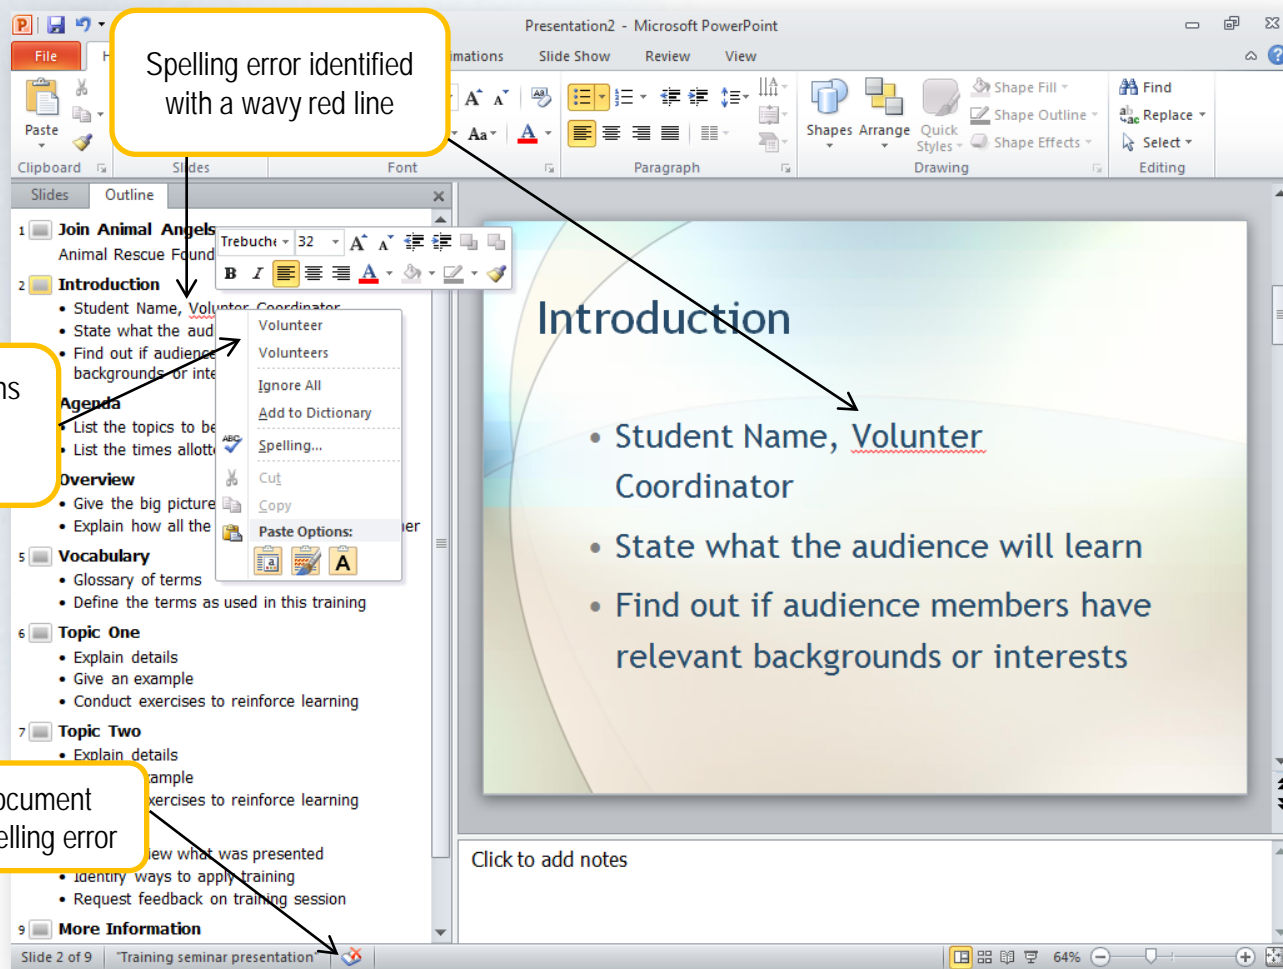 Presentation2 - Microsoft PowerPoint
File
Slide Show Review View
Spelling error identified
with a wavy red line
Paste
Aa
Shapes Arrange Quick
Styles
Shape Fill
Shape Outline
Shape Effects
Find
Replace
Select
Clipboard Slides Font Paragraph Drawing Editing
Slides Outline
1 Join Animal Angels
Animal Rescue Found
Trebuche 32
B I A
2 Introduction
• Student Name, Volunter Coordinator
• State what the aud
• Find out if audience
backgrounds or inte
Agenda
• List the topics to be
• List the times allott
Overview
• Give the big picture
• Explain how all the
5 Vocabulary
• Glossary of terms
• Define the terms as used in this training
6 Topic One
• Explain details
• Give an example
• Conduct exercises to reinforce learning
7 Topic Two
• Explain details
ample
xercises to reinforce learning
iew what was presented
• Identify ways to apply training
• Request feedback on training session
9 More Information
Volunteer
Volunteers
Ignore All
Add to Dictionary
Spelling...
Cut
Copy
Paste Options:
ocument
elling error
Introduction
• Student Name, Volunter
Coordinator
• State what the audience will learn
• Find out if audience members have
relevant backgrounds or interests
Click to add notes
Slide 2 of 9 "Training seminar presentation" 64%